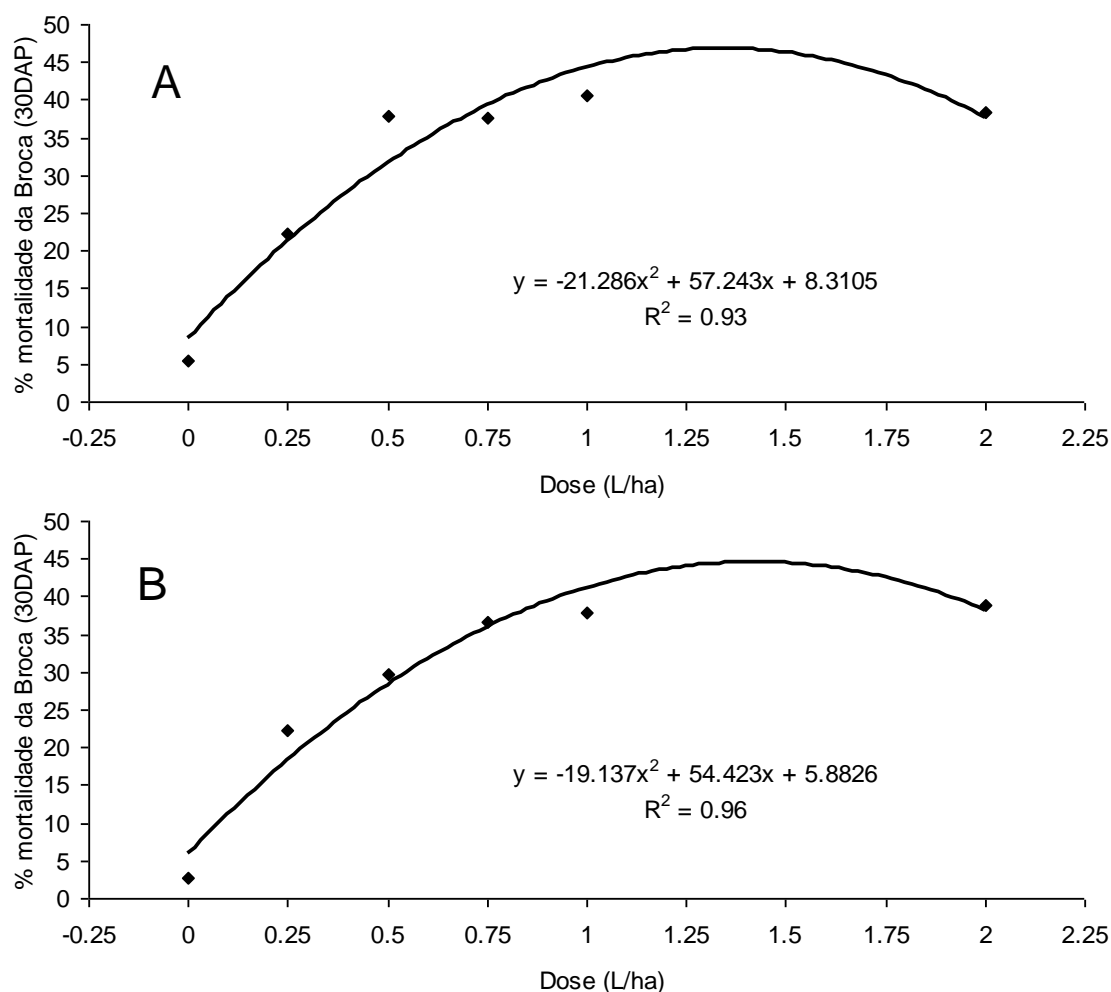 A
% mortalidade da Broca (30DAP)
50
45
40
35
30
25
20
15
10
5
0
y = -21.286x² + 57.243x + 8.3105
R² = 0.93
-0.25 0 0.25 0.5 0.75 1 1.25 1.5 1.75 2 2.25
Dose (L/ha)
B
% mortalidade da Broca (30DAP)
50
45
40
35
30
25
20
15
10
5
0
y = -19.137x² + 54.423x + 5.8826
R² = 0.96
-0.25 0 0.25 0.5 0.75 1 1.25 1.5 1.75 2 2.25
Dose (L/ha)